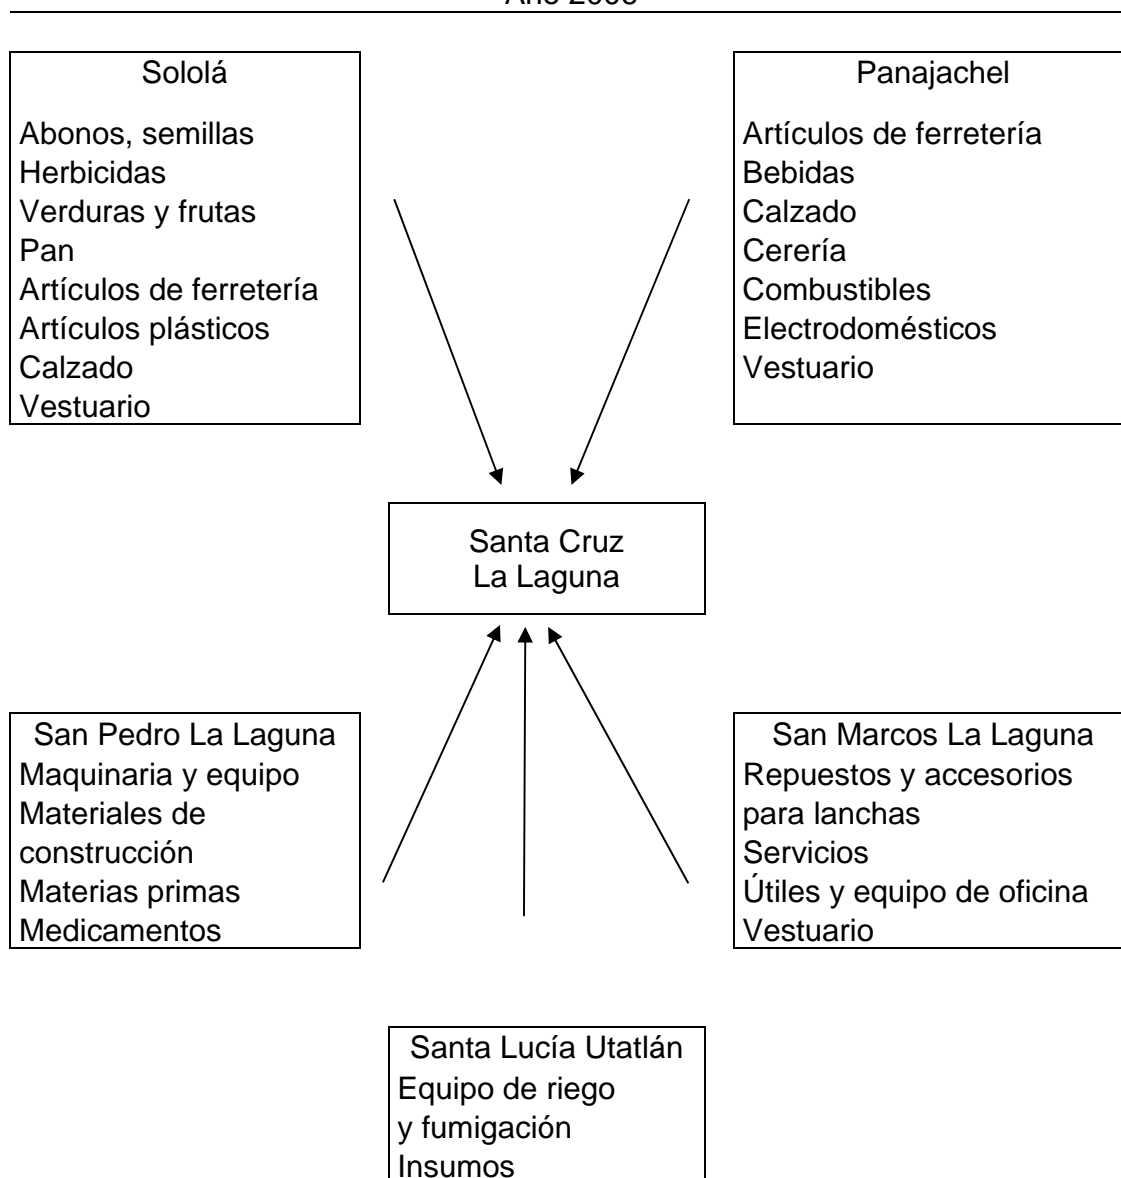 Sololá
Abonos, semillas
Herbicidas
Verduras y frutas
Pan
Artículos de ferretería
Artículos plásticos
Calzado
Vestuario
Panajachel
Artículos de ferretería
Bebidas
Calzado
Cerería
Combustibles
Electrodomésticos
Vestuario
Santa Cruz
La Laguna
San Pedro La Laguna
Maquinaria y equipo
Materiales de
construcción
Materias primas
Medicamentos
San Marcos La Laguna
Repuestos y accesorios
para lanchas
Servicios
Útiles y equipo de oficina
Vestuario
Santa Lucía Utatlán
Equipo de riego
y fumigación
Insumos